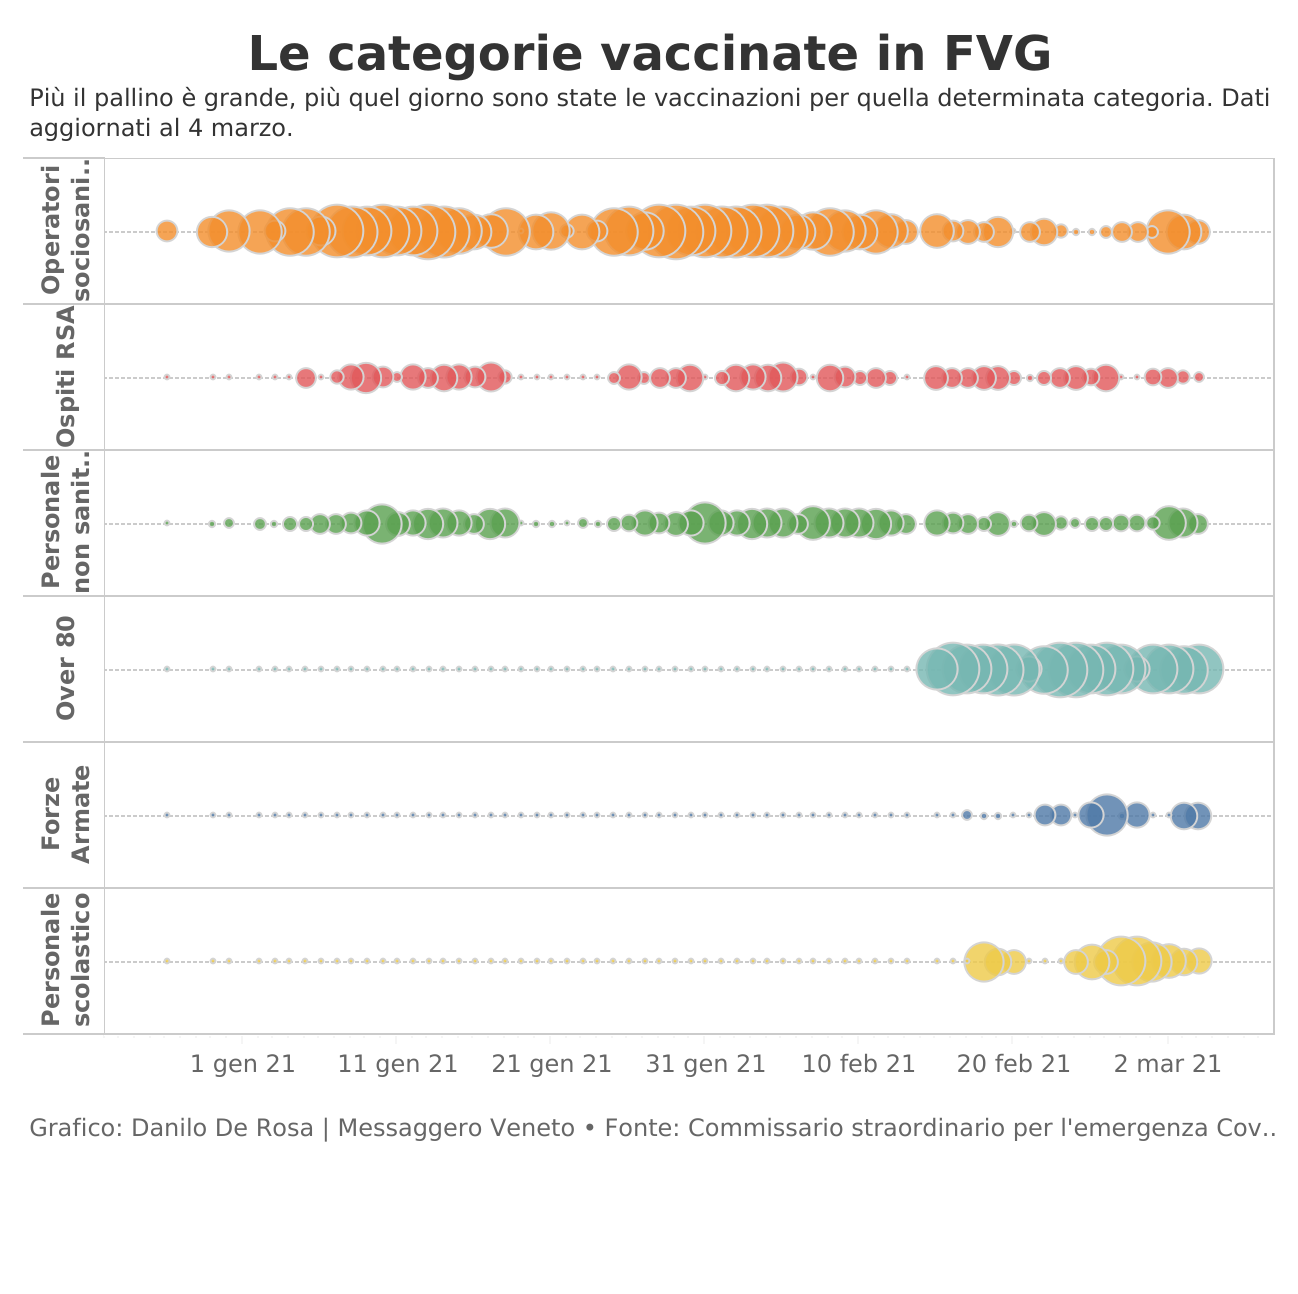 Le categorie vaccinate in FVG
Più il pallino è grande, più quel giorno sono state le vaccinazioni per quella determinata categoria. Dati
aggiornati al 4 marzo.
Operatori
sociosani..
Ospiti RSA
Personale
non sanit..
Over 80
Forze
Armate
Personale
scolastico
1 gen 21
11 gen 21
21 gen 21
31 gen 21
10 feb 21
20 feb 21
2 mar 21
Grafico: Danilo De Rosa | Messaggero Veneto • Fonte: Commissario straordinario per l'emergenza Cov..